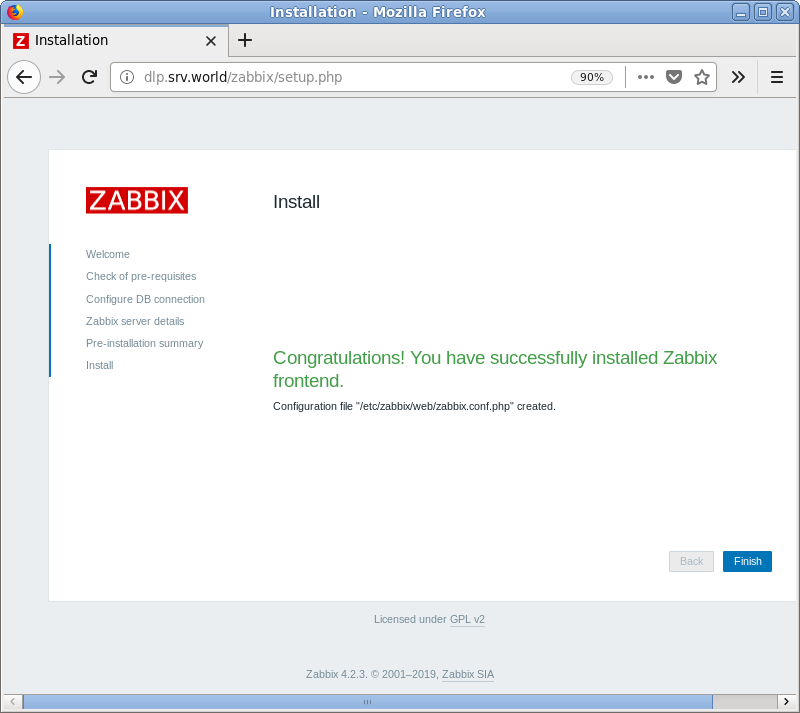 Installation - Mozilla Firefox
Z Installation
dlp.srv.world/zabbix/setup.php 90%
ZABBIX
Install
Welcome
Check of pre-requisites
Configure DB connection
Zabbix server details
Pre-installation summary
Install
Congratulations! You have successfully installed Zabbix
frontend.
Configuration file "/etc/zabbix/web/zabbix.conf.php" created.
Back Finish
Licensed under GPL v2
Zabbix 4.2.3. © 2001–2019, Zabbix SIA